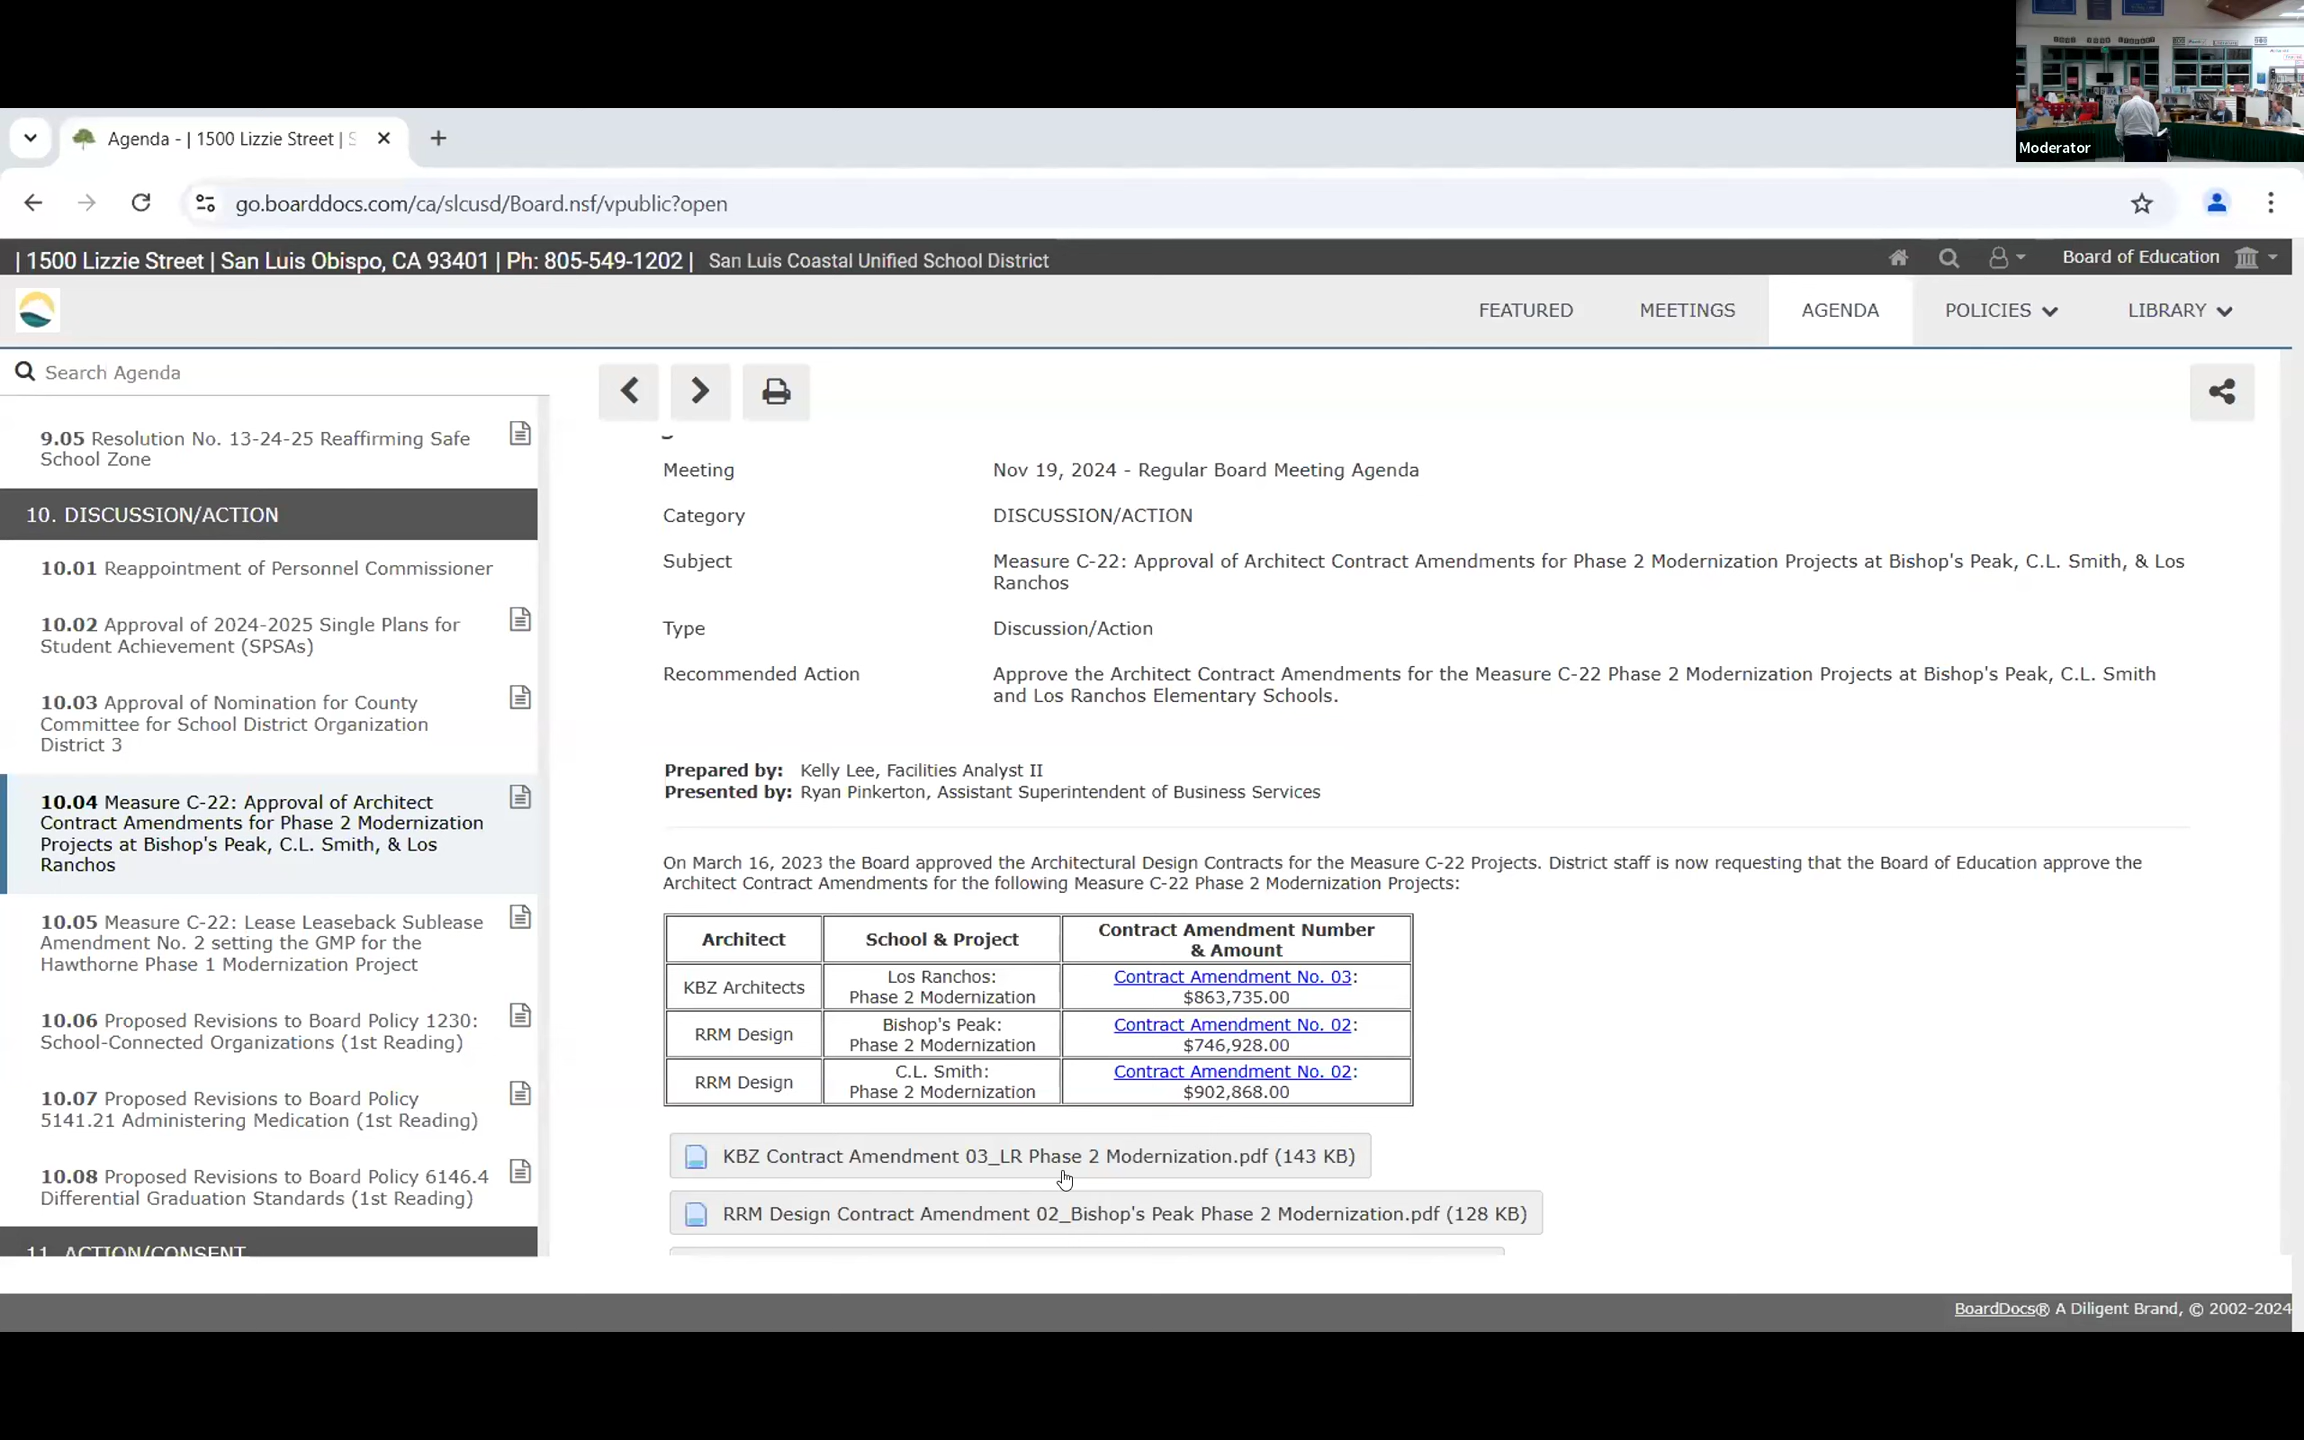 Moderator
Agenda - | 1500 Lizzie Street | S
go.boarddocs.com/ca/slcusd/Board.nsf/vpublic?open
| 1500 Lizzie Street | San Luis Obispo, CA 93401 | Ph: 805-549-1202 | San Luis Coastal Unified School District
Board of Education
FEATURED
MEETINGS
AGENDA
POLICIES
LIBRARY
Search Agenda
9.05 Resolution No. 13-24-25 Reaffirming Safe
School Zone
10. DISCUSSION/ACTION
10.01 Reappointment of Personnel Commissioner
10.02 Approval of 2024-2025 Single Plans for
Student Achievement (SPSAs)
10.03 Approval of Nomination for County
Committee for School District Organization
District 3
10.04 Measure C-22: Approval of Architect
Contract Amendments for Phase 2 Modernization
Projects at Bishop's Peak, C.L. Smith, & Los
Ranchos
10.05 Measure C-22: Lease Leaseback Sublease
Amendment No. 2 setting the GMP for the
Hawthorne Phase 1 Modernization Project
10.06 Proposed Revisions to Board Policy 1230:
School-Connected Organizations (1st Reading)
10.07 Proposed Revisions to Board Policy
5141.21 Administering Medication (1st Reading)
10.08 Proposed Revisions to Board Policy 6146.4
Differential Graduation Standards (1st Reading)
11. ACTION/CONSENT
Meeting Nov 19, 2024 - Regular Board Meeting Agenda
Category DISCUSSION/ACTION
Subject Measure C-22: Approval of Architect Contract Amendments for Phase 2 Modernization Projects at Bishop's Peak, C.L. Smith, & Los
Ranchos
Type Discussion/Action
Recommended Action Approve the Architect Contract Amendments for the Measure C-22 Phase 2 Modernization Projects at Bishop's Peak, C.L. Smith
and Los Ranchos Elementary Schools.
Prepared by: Kelly Lee, Facilities Analyst II
Presented by: Ryan Pinkerton, Assistant Superintendent of Business Services
On March 16, 2023 the Board approved the Architectural Design Contracts for the Measure C-22 Projects. District staff is now requesting that the Board of Education approve the
Architect Contract Amendments for the following Measure C-22 Phase 2 Modernization Projects:
Architect
School & Project
Contract Amendment Number
& Amount
KBZ Architects
Los Ranchos:
Phase 2 Modernization
Contract Amendment No. 03:
$863,735.00
RRM Design
Bishop's Peak:
Phase 2 Modernization
Contract Amendment No. 02:
$746,928.00
RRM Design
C.L. Smith:
Phase 2 Modernization
Contract Amendment No. 02:
$902,868.00
KBZ Contract Amendment 03_LR Phase 2 Modernization.pdf (143 KB)
RRM Design Contract Amendment 02_Bishop's Peak Phase 2 Modernization.pdf (128 KB)
BoardDocs® A Diligent Brand, © 2002-2024